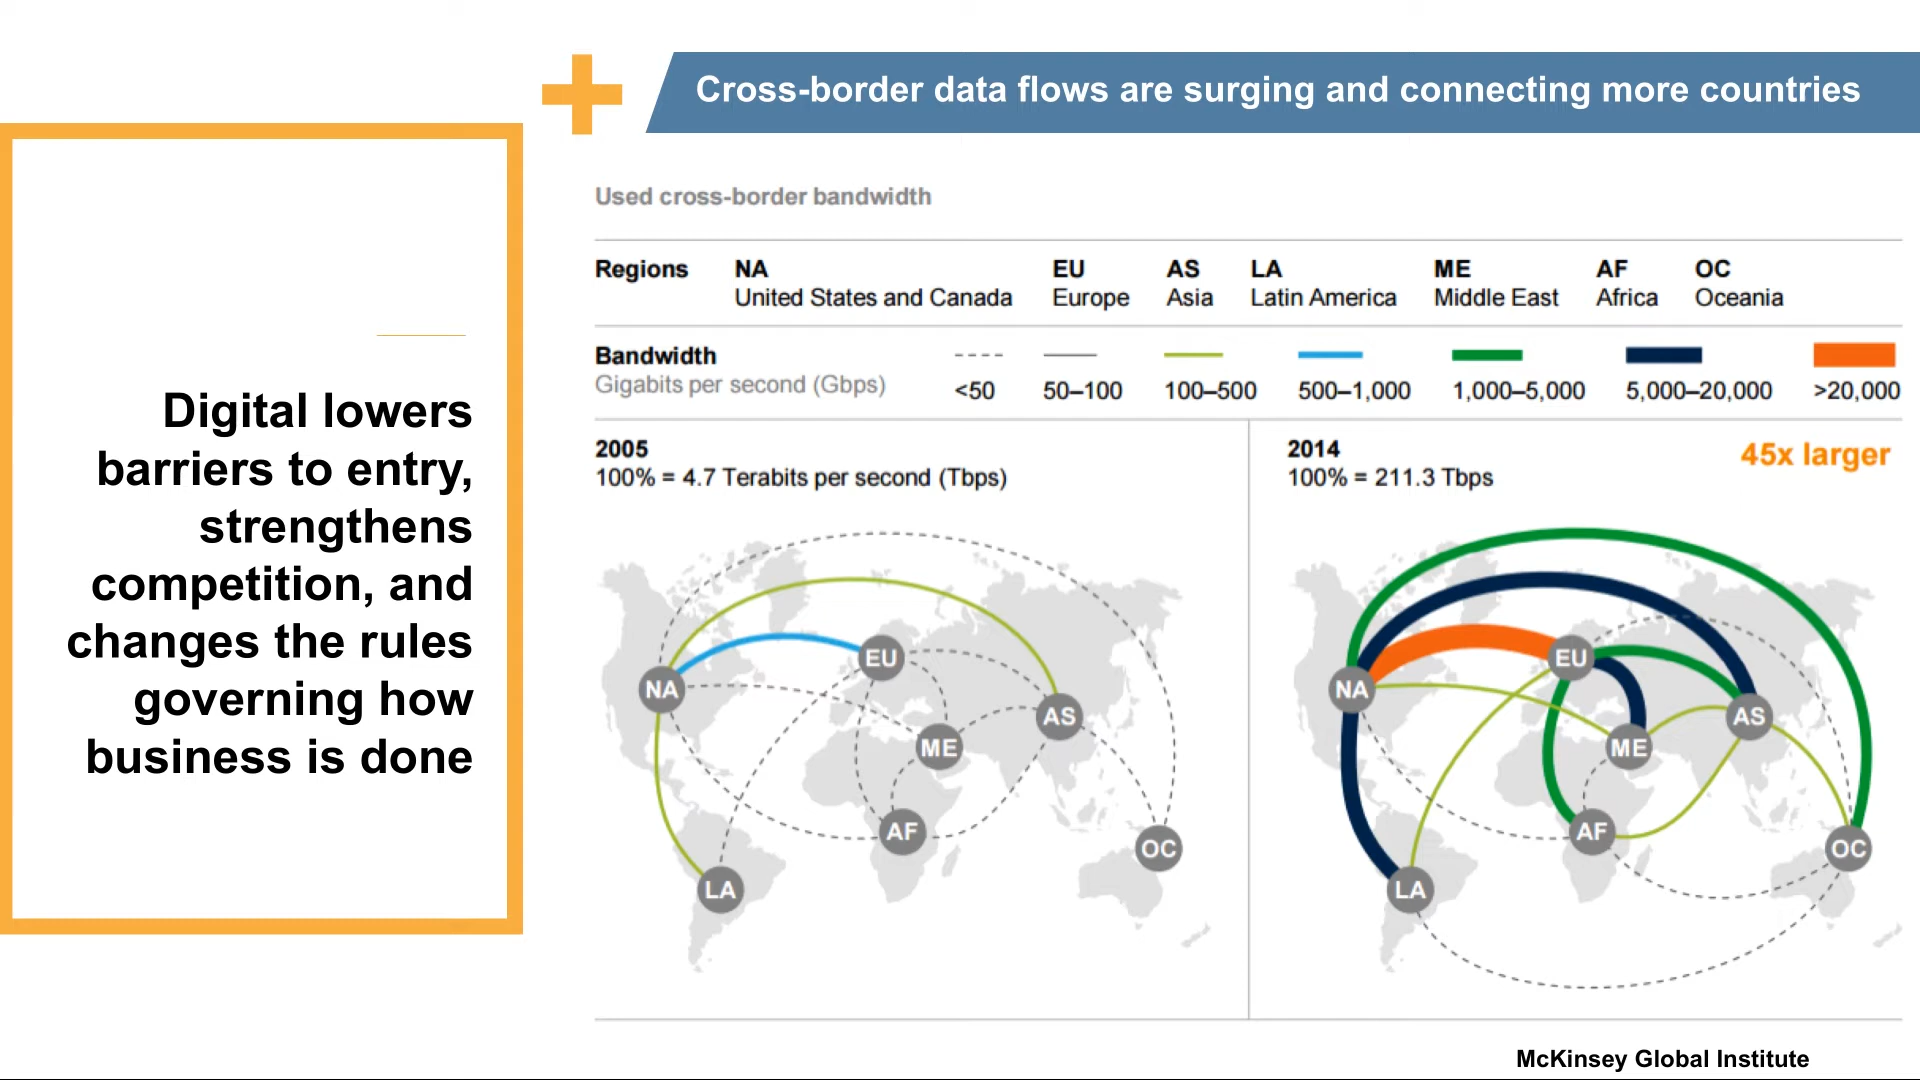 Cross-border data flows are surging and connecting more countries
Digital lowers
barriers to entry,
strengthens
competition, and
changes the rules
governing how
business is done
Used cross-border bandwidth
Regions NA EU AS LA ME AF OC
United States and Canada Europe Asia Latin America Middle East Africa Oceania
Bandwidth
Gigabits per second (Gbps)
<50 50–100 100–500 500–1,000 1,000–5,000 5,000–20,000 >20,000
2005
100% = 4.7 Terabits per second (Tbps)
EU
NA
AS
ME
AF
OC
LA
2014
45x larger
100% = 211.3 Tbps
EU
NA
AS
ME
AF
OC
LA
McKinsey Global Institute